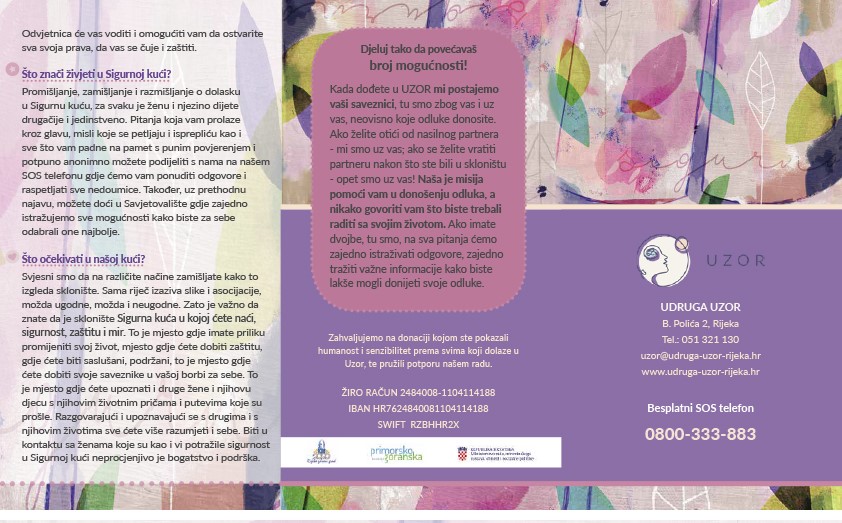 Odvjetnica će vas voditi i omogućiti vam da ostvarite
sva svoja prava, da vas se čuje i zaštiti.
Što znači živjeti u Sigurnoj kući?
Promišljanje, zamišljanje i razmišljanje o dolasku
u Sigurnu kuću, za svaku je ženu i njezino dijete
drugačije i jedinstveno. Pitanja koja vam prolaze
kroz glavu, misli koje se petljaju i isprepliću kao i
sve što vam padne na pamet s punim povjerenjem i
potpuno anonimno možete podijeliti s nama na našem
SOS telefonu gdje ćemo vam ponuditi odgovore i
raspetljati sve nedoumice. Također, uz prethodnu
najavu, možete doći u Savjetovalište gdje zajedno
istražujemo sve mogućnosti kako biste za sebe
odabrali one najbolje.
Što očekivati u našoj kući?
Svjesni smo da na različite načine zamišljate kako to
izgleda sklonište. Sama riječ izaziva slike i asocijacije,
možda ugodne, možda i neugodne. Zato je važno da
znate da je sklonište Sigurna kuća u kojoj ćete naći,
sigurnost, zaštitu i mir. To je mjesto gdje imate priliku
promijeniti svoj život, mjesto gdje ćete dobiti zaštitu,
gdje ćete biti saslušani, podržani, to je mjesto gdje
ćete dobiti svoje saveznike u vašoj borbi za sebe. To
je mjesto gdje ćete upoznati i druge žene i njihovu
djecu s njihovim životnim pričama i putevima koje su
prošle. Razgovarajući i upoznavajući se s drugima i s
njihovim životima sve ćete više razumjeti i sebe. Biti u
kontaktu sa ženama koje su kao i vi potražile sigurnost
u Sigurnoj kući neprocjenjivo je bogatstvo i podrška.
Djeluj tako da povećavaš
broj mogućnosti!
Kada dođete u UZOR mi postajemo
vaši saveznici, tu smo zbog vas i uz
vas, neovisno koje odluke donosite.
Ako želite otići od nasilnog partnera
- mi smo uz vas; ako se želite vratiti
partneru nakon što ste bili u skloništu
- opet smo uz vas! Naša je misija
pomoći vam u donošenju odluka, a
nikako govoriti vam što biste trebali
raditi sa svojim životom. Ako imate
dvojbe, tu smo, na sva pitanja ćemo
zajedno istraživati odgovore, zajedno
tražiti važne informacije kako biste
lakše mogli donijeti svoje odluke.
Zahvaljujemo na donaciji kojom ste pokazali
humanost i senzibilitet prema svima koji dolaze u
Uzor, te pružili potporu našem radu.
ŽIRO RAČUN 2484008-1104114188
IBAN HR7624840081104114188
SWIFT RZBHHR2X
primorsko
goranska
sigurn
UZOR
UDRUGA UZOR
B. Polića 2, Rijeka
Tel.: 051 321 130
uzor@udruga-uzor-rijeka.hr
www.udruga-uzor-rijeka.hr
Besplatni SOS telefon
0800-333-883